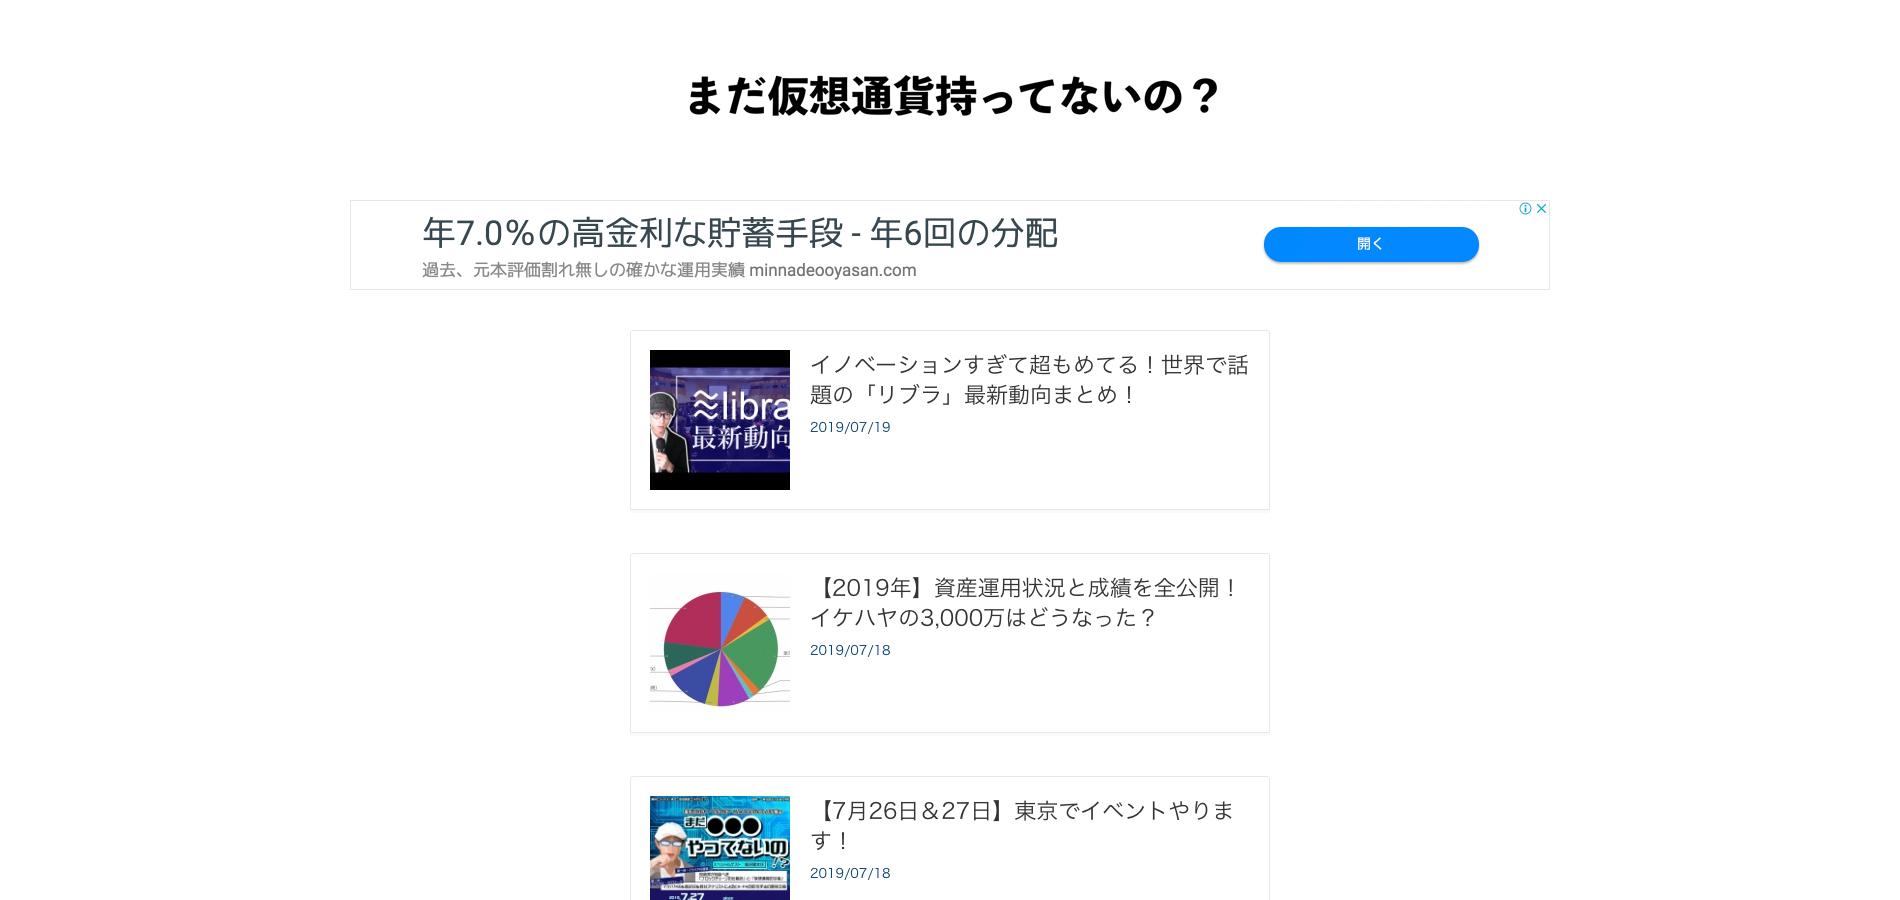 まだ仮想通貨持ってないの？
年7.0%の高金利な貯蓄手段 - 年6回の分配
過去、元本評価割れ無しの確かな運用実績 minnadeooyasan.com
開く
イノベーションすぎて超もめてる！世界で話
題の「リブラ」最新動向まとめ！
2019/07/19
libra
最新動向
【2019年】資産運用状況と成績を全公開！
イケハヤの3,000万はどうなった？
2019/07/18
【7月26日＆27日】東京でイベントやりま
す！
2019/07/18
まだ●●●
やってないの!?
7.27